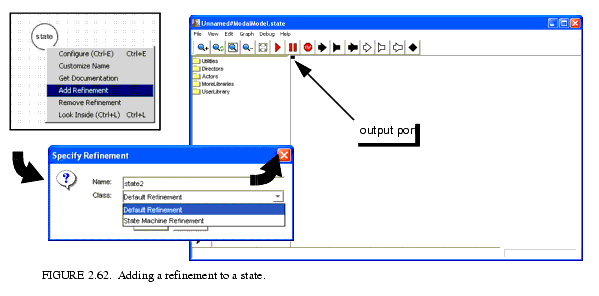 state
Configure (Ctrl-E) Ctrl+E
Customize Name
Get Documentation
Add Refinement
Remove Refinement
Look Inside (Ctrl+L) Ctrl+L
Unnamed#ModalModel.state
File View Edit Graph Debug Help
Utilities
Directors
Actors
MoreLibraries
UserLibrary
output port
Specify Refinement
Name: state2
Class: Default Refinement
Default Refinement
State Machine Refinement
FIGURE 2.62. Adding a refinement to a state.